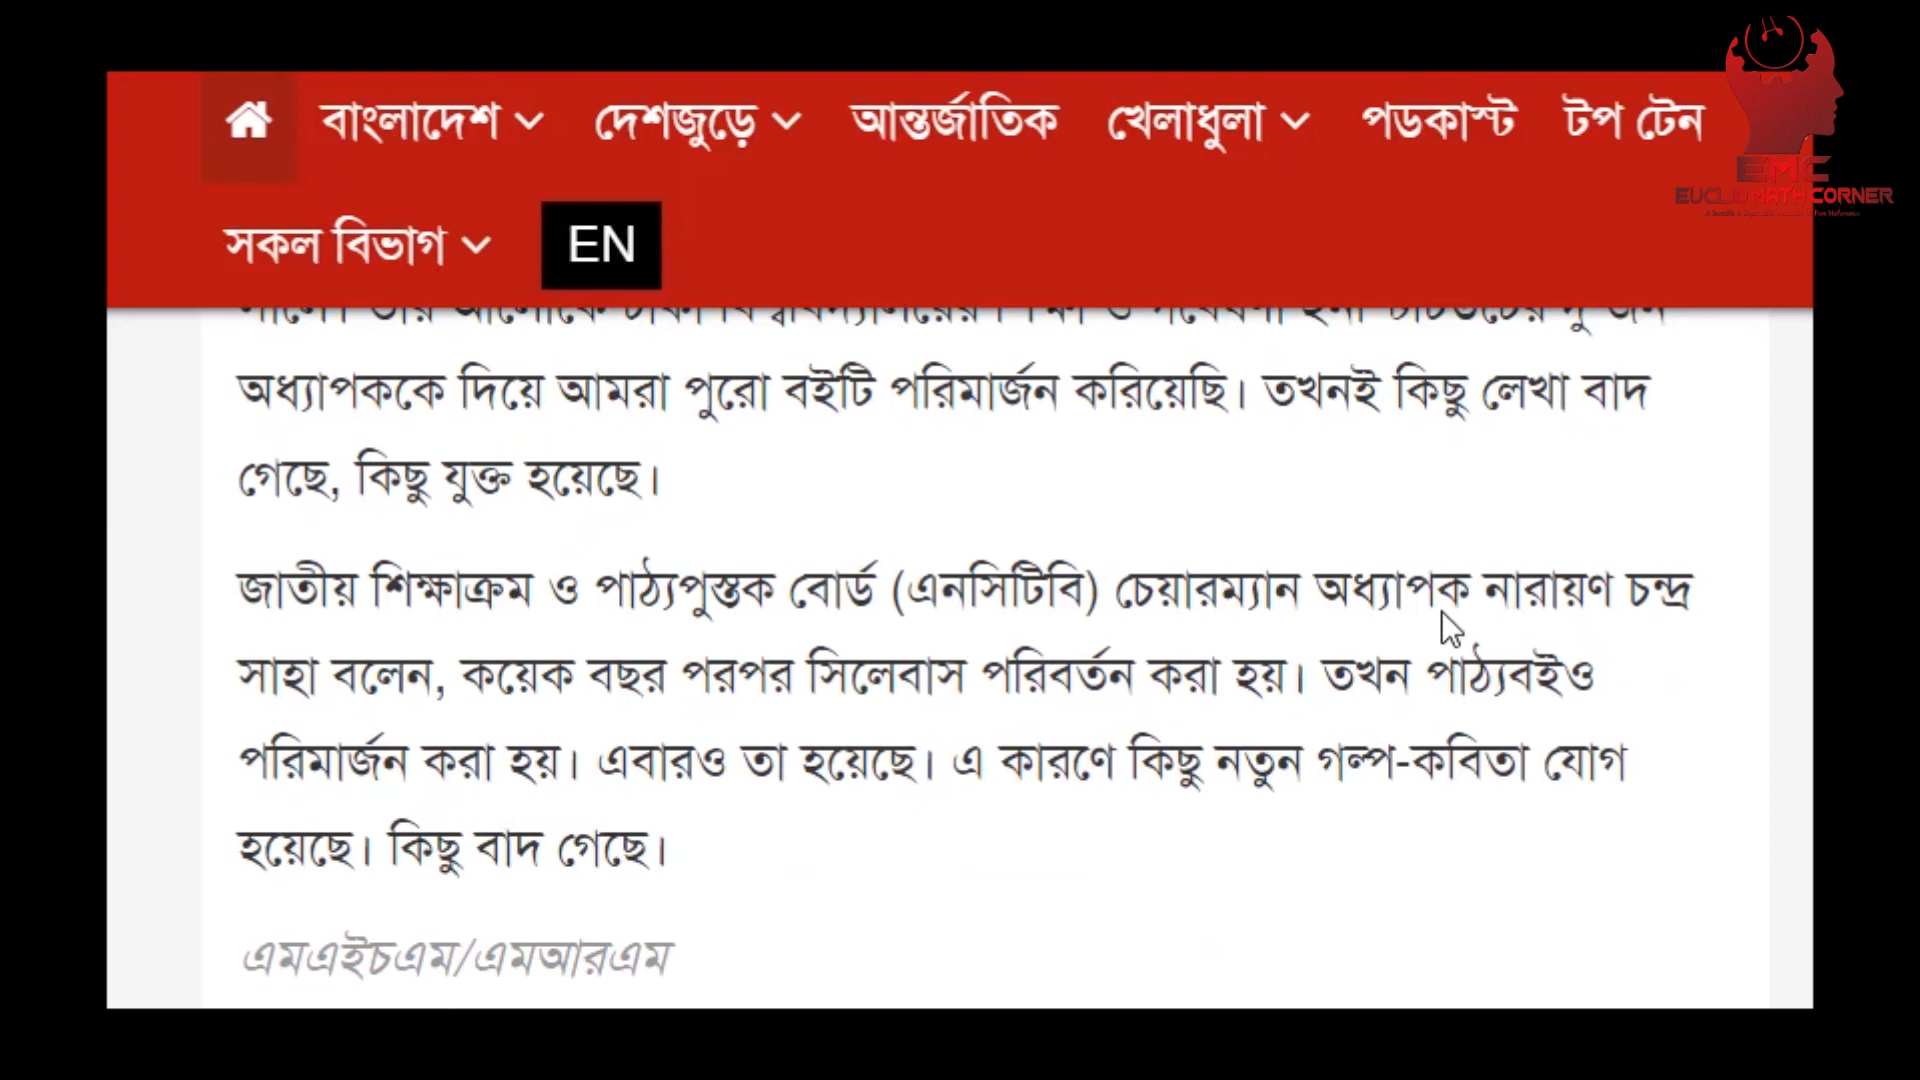 বাংলাদেশ দেশজুড়ে আন্তর্জাতিক খেলাধুলা পডকাস্ট টপ টেন
সকল বিভাগ EN
EMC
EUCLID MATH CORNER
অধ্যাপককে দিয়ে আমরা পুরো বইটি পরিমার্জন করিয়েছি। তখনই কিছু লেখা বাদ
গেছে, কিছু যুক্ত হয়েছে।
জাতীয় শিক্ষাক্রম ও পাঠ্যপুস্তক বোর্ড (এনসিটিবি) চেয়ারম্যান অধ্যাপক নারায়ণ চন্দ্র
সাহা বলেন, কয়েক বছর পরপর সিলেবাস পরিবর্তন করা হয়। তখন পাঠ্যবইও
পরিমার্জন করা হয়। এবারও তা হয়েছে। এ কারণে কিছু নতুন গল্প-কবিতা যোগ
হয়েছে। কিছু বাদ গেছে।
এমএইচএম/এমআরএম